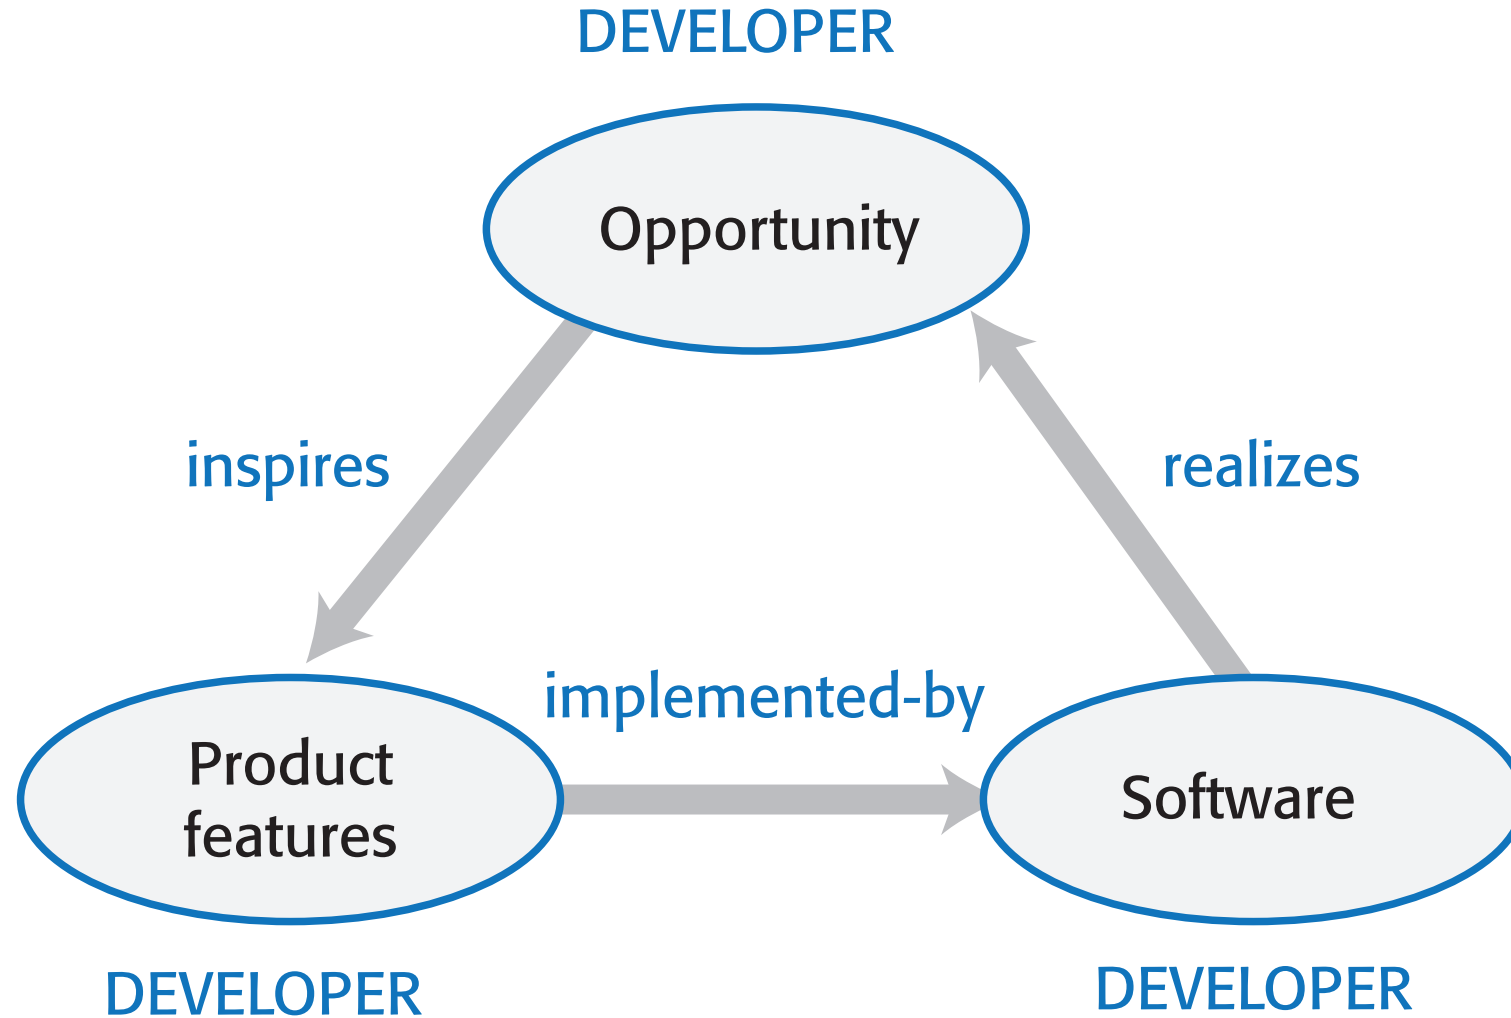 DEVELOPER
Opportunity
inspires
realizes
implemented-by
Product
features
Software
DEVELOPER
DEVELOPER